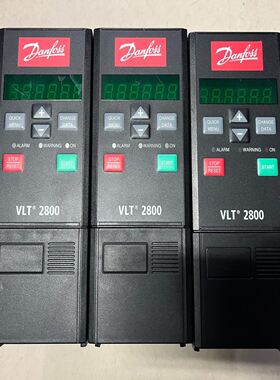 Danfoss
QUICK MENU
+
CHANGE DATA
-
ALARM WARNING ON
STOP RESET
START
VLT® 2800
Danfoss
QUICK MENU
+
CHANGE DATA
-
ALARM WARNING ON
STOP RESET
START
VLT® 2800
Danfoss
QUICK MENU
+
CHANGE DATA
-
ALARM WARNING ON
STOP RESET
START
VLT® 2800